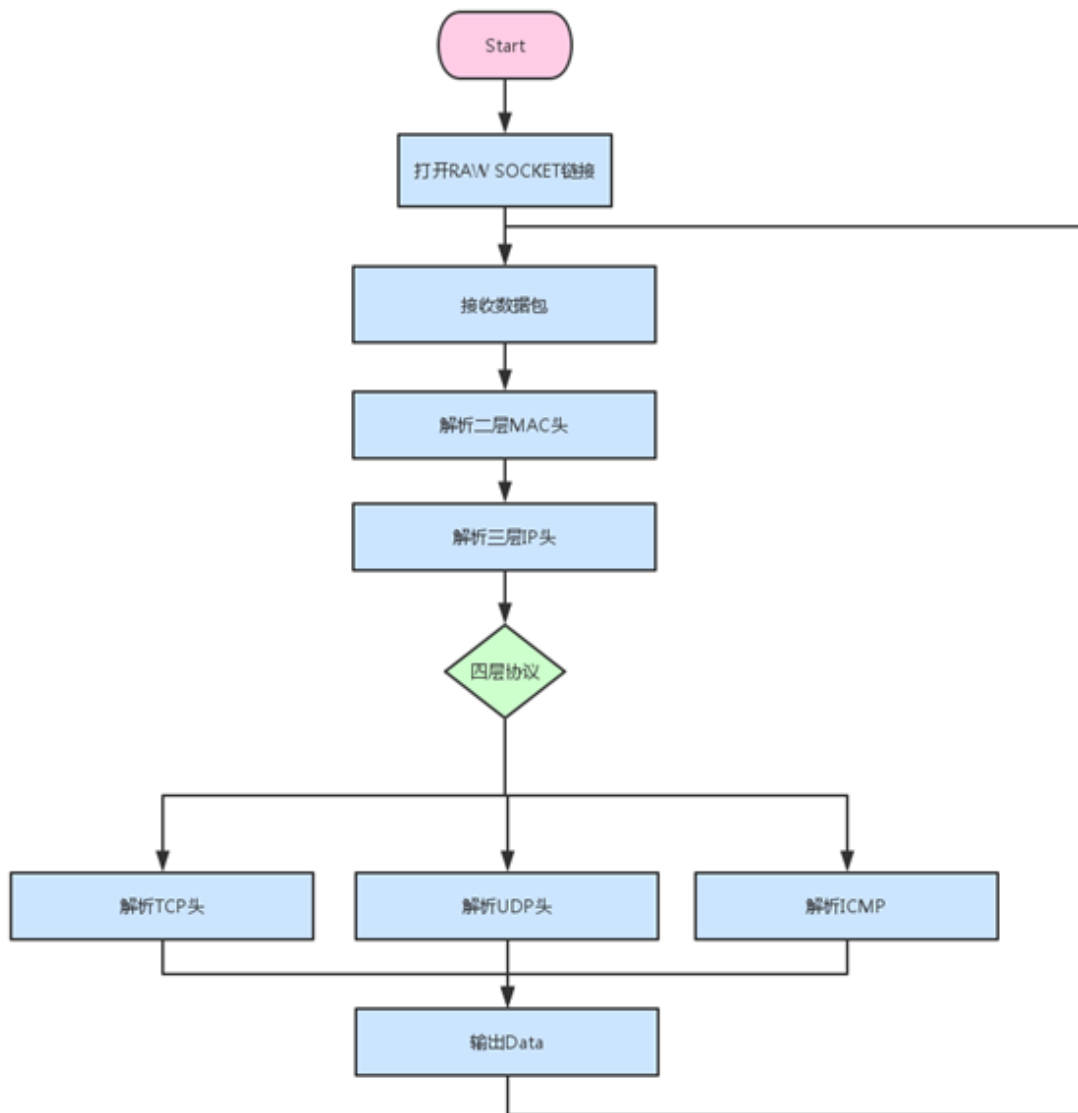 Start
打开RAW SOCKET链接
接收数据包
解析二层MAC头
解析三层IP头
四层协议
解析TCP头
解析UDP头
解析ICMP
输出Data